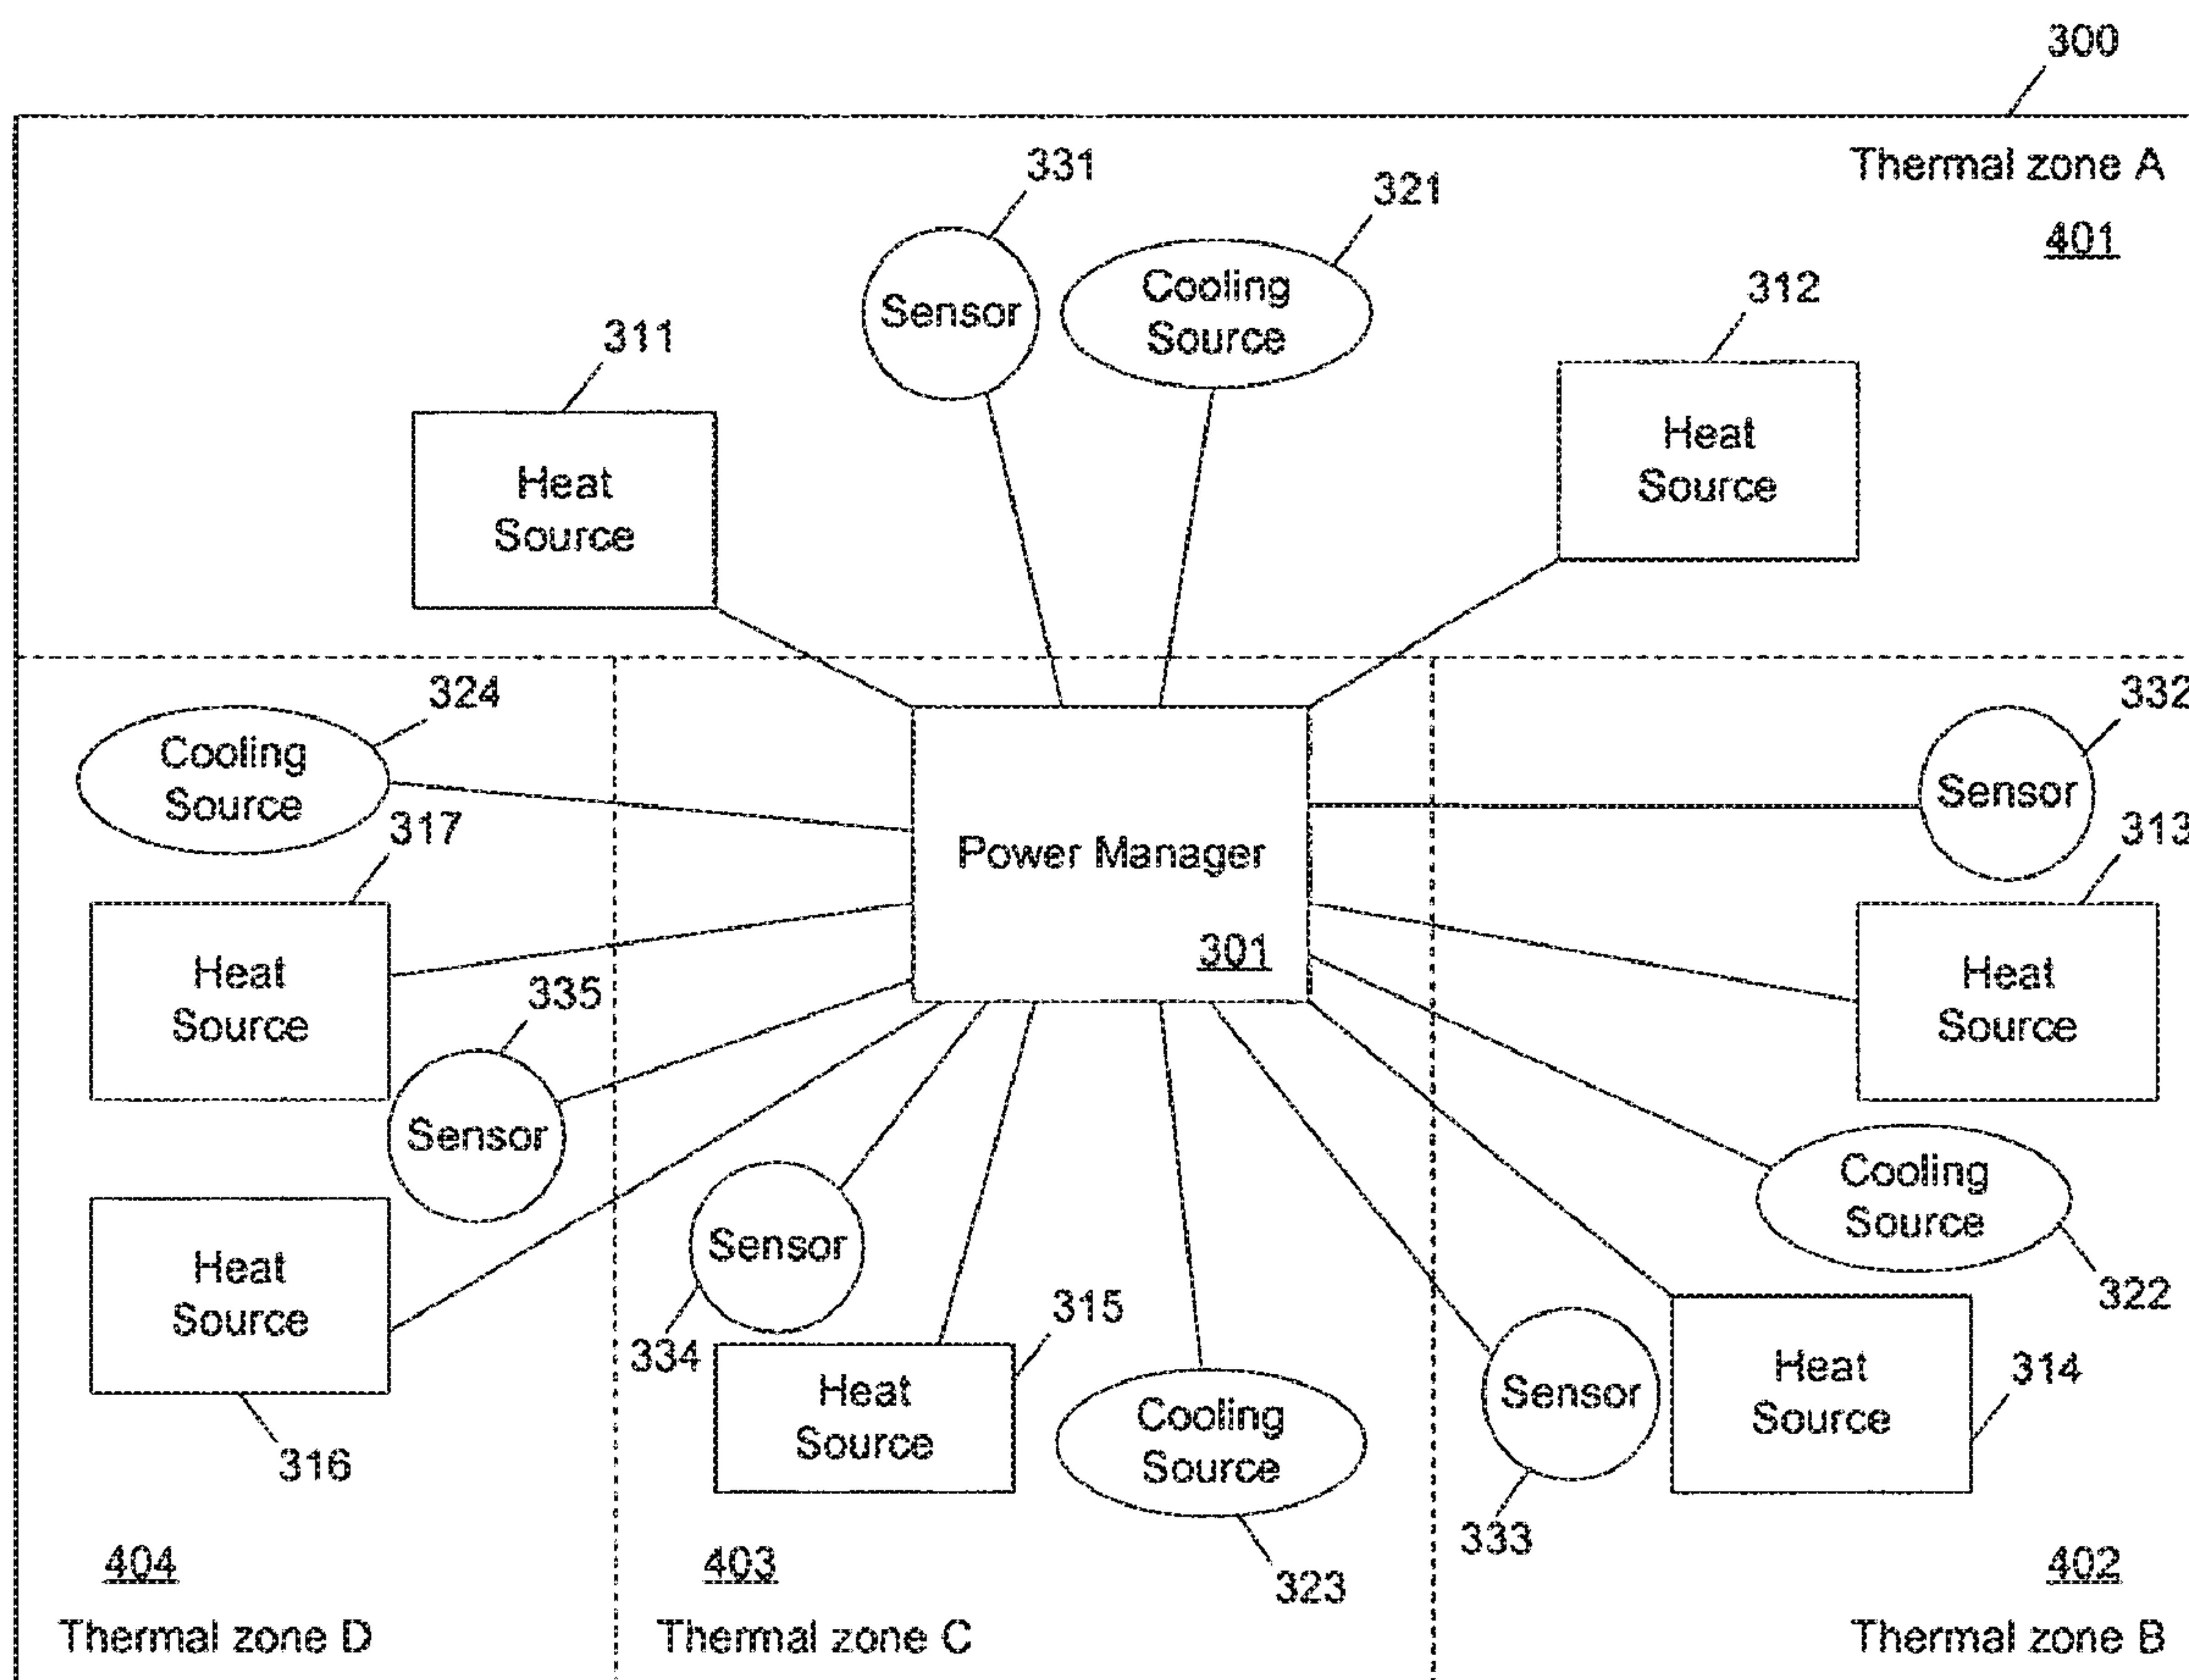 300
Thermal zone A
401
331
321
312
311
Sensor
Cooling
Source
Heat
Source
Heat
Source
324
332
Cooling
Source
317
Sensor
313
Power Manager
301
Heat
Source
335
Heat
Source
Sensor
Cooling
Source
322
Heat
Source
316
Sensor
334
315
Heat
Source
Cooling
Source
323
Sensor
333
Heat
Source
314
404
Thermal zone D
403
Thermal zone C
402
Thermal zone B